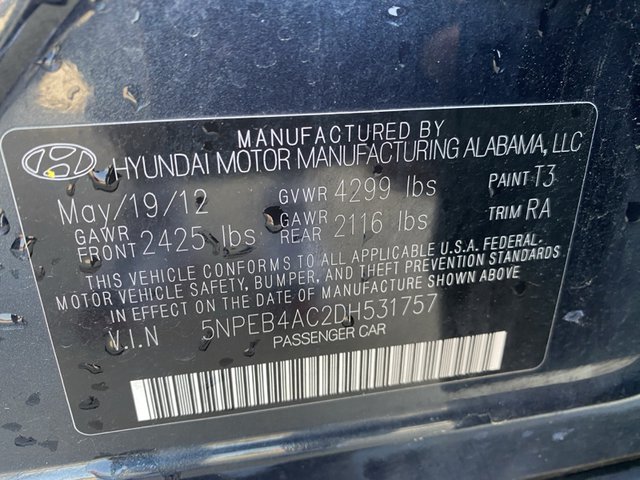 MANUFACTURED BY
HYUNDAI MOTOR MANUFACTURING ALABAMA, LLC
May/19/12 GVWR 4299 lbs PAINT T3
GAWR FRONT 2425 lbs GAWR REAR 2116 lbs TRIM RA
THIS VEHICLE CONFORMS TO ALL APPLICABLE U.S.A. FEDERAL
MOTOR VEHICLE SAFETY, BUMPER, AND THEFT PREVENTION STANDARDS
IN EFFECT ON THE DATE OF MANUFACTURE SHOWN ABOVE
V.I.N 5NPEB4AC2DH531757
PASSENGER CAR